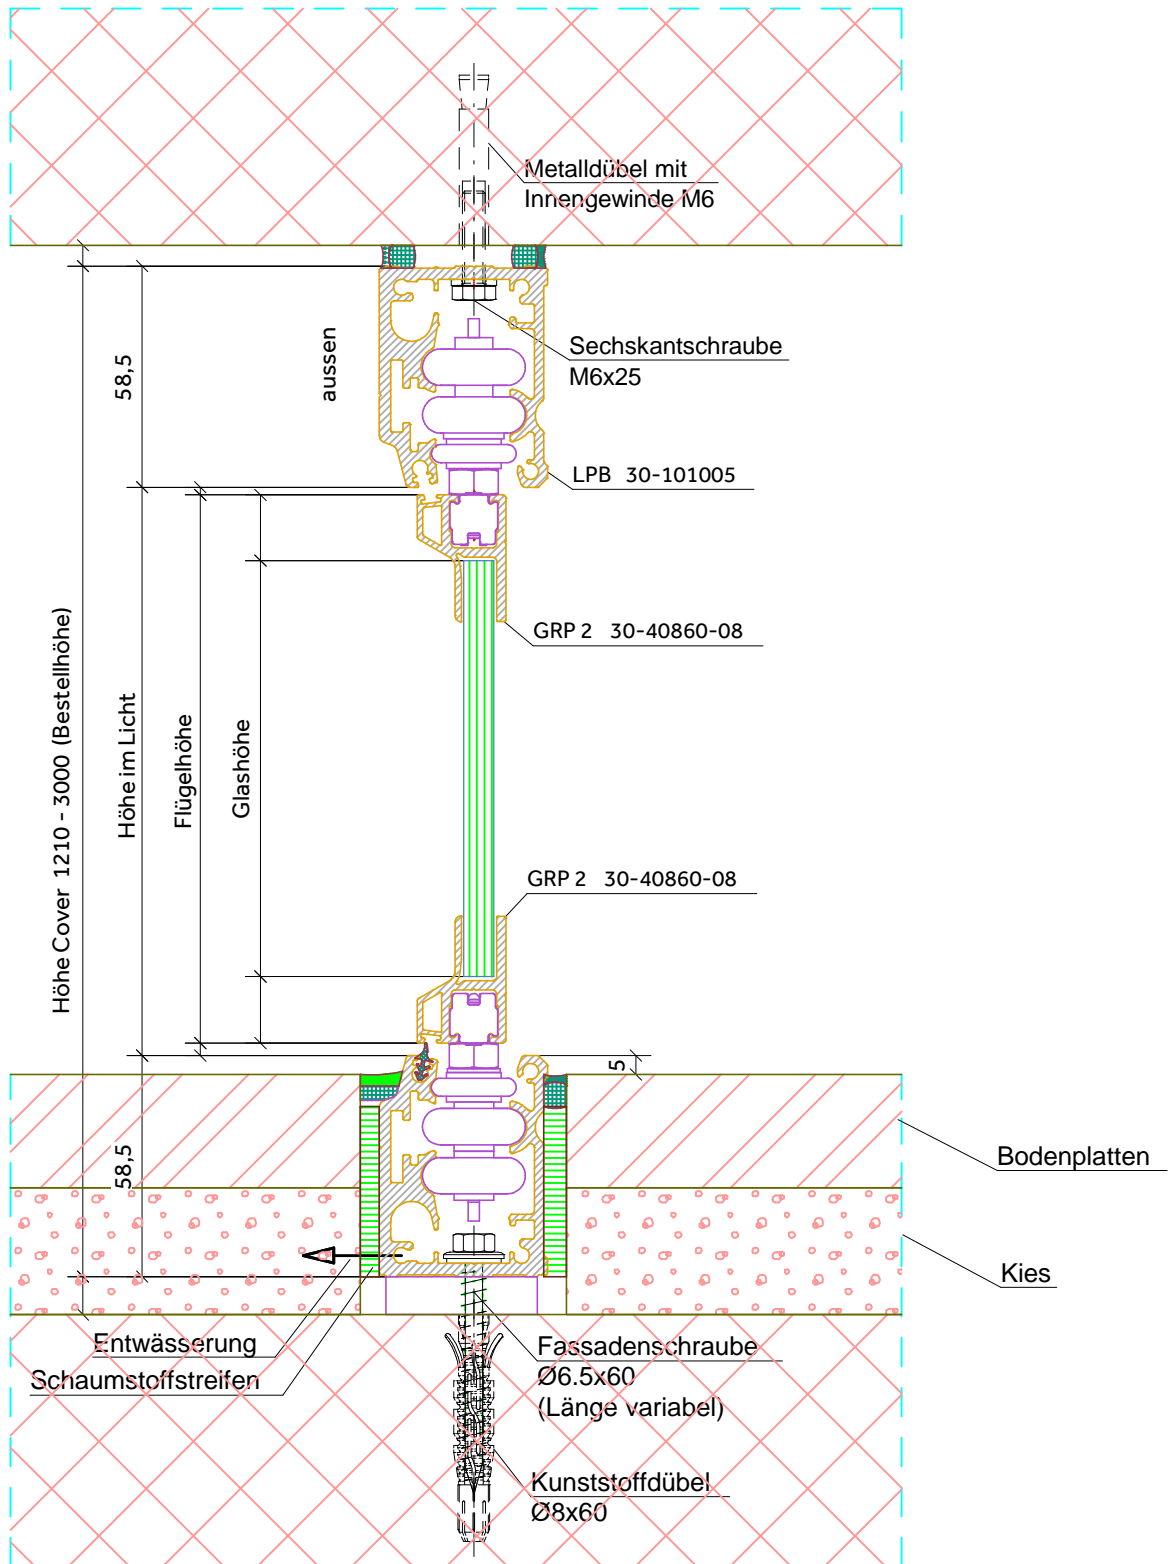 Metalldübel mit
Innengewinde M6
Sechskantschraube
M6x25
58,5
aussen
LPB 30-101005
GRP 2 30-40860-08
Höhe Cover 1210 - 3000 (Bestellhöhe)
Höhe im Licht
Flügelhöhe
Glashöhe
GRP 2 30-40860-08
5
58,5
Bodenplatten
Kies
Entwässerung
Schaumstoffstreifen
Fassadenschraube
Ø6.5x60
(Länge variabel)
Kunststoffdübel
Ø8x60